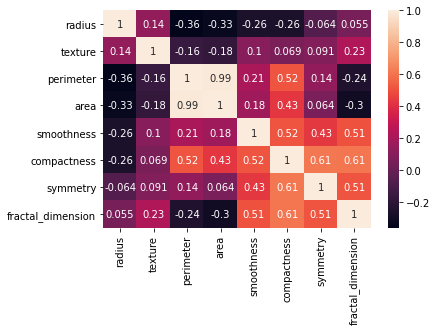 radius 1 0.14 -0.36 -0.33 -0.26 -0.26 -0.064 0.055
texture 0.14 1 -0.16 -0.18 0.1 0.069 0.091 0.23
perimeter -0.36 -0.16 1 0.99 0.21 0.52 0.14 -0.24
area -0.33 -0.18 0.99 1 0.18 0.43 0.064 -0.3
smoothness -0.26 0.1 0.21 0.18 1 0.52 0.43 0.51
compactness -0.26 0.069 0.52 0.43 0.52 1 0.61 0.61
symmetry -0.064 0.091 0.14 0.064 0.43 0.61 1 0.51
fractal_dimension 0.055 0.23 -0.24 -0.3 0.51 0.61 0.51 1
radius
texture
perimeter
area
smoothness
compactness
symmetry
fractal_dimension
1.0
0.8
0.6
0.4
0.2
0.0
−0.2